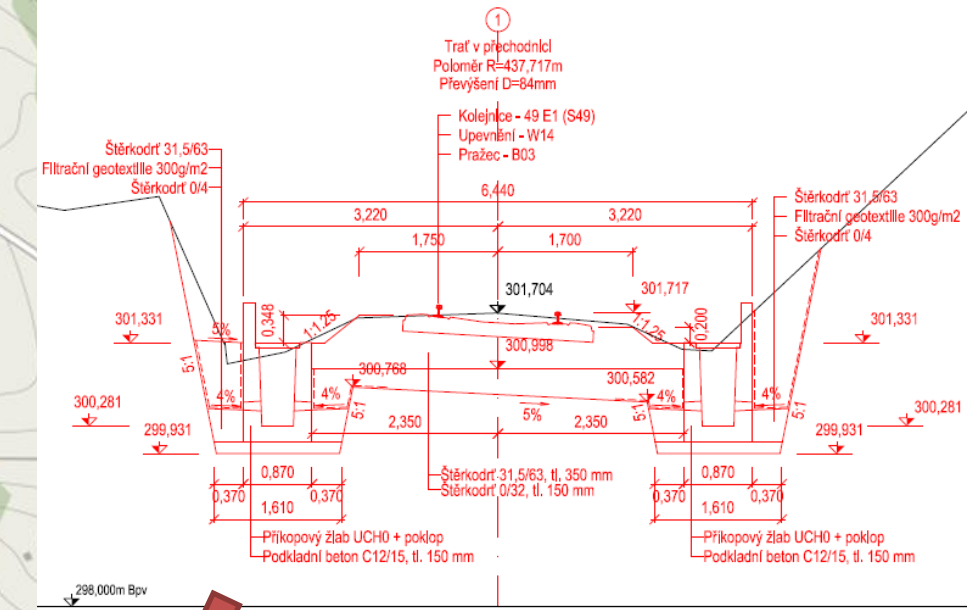 1
Trať v přechodnici
Poloměr R=437,717m
Převýšení D=84mm
Kolejnice - 49 E1 (S49)
Upevnění - W14
Pražec - B03
Štěrkodrť 31,5/63
Filtrační geotextilie 300g/m2
Štěrkodrť 0/4
Štěrkodrť 31,5/63
Filtrační geotextilie 300g/m2
Štěrkodrť 0/4
6,440
3,220
3,220
1,750
1,700
301,704
301,717
301,331
5%
0,348
1:1.25
1:1.25
0,200
301,331
300,998
5:1
300,768
300,582
5:1
4%
4%
4%
4%
300,281
5:1
5%
5:1
300,281
299,931
2,350
2,350
299,931
0,870
0,370
0,370
1,610
0,870
0,370
0,370
1,610
Štěrkodrť 31,5/63, tl. 350 mm
Štěrkodrť 0/32, tl. 150 mm
Příkopový žlab UCH0 + poklop
Podkladní beton C12/15, tl. 150 mm
Příkopový žlab UCH0 + poklop
Podkladní beton C12/15, tl. 150 mm
298,000m Bpv